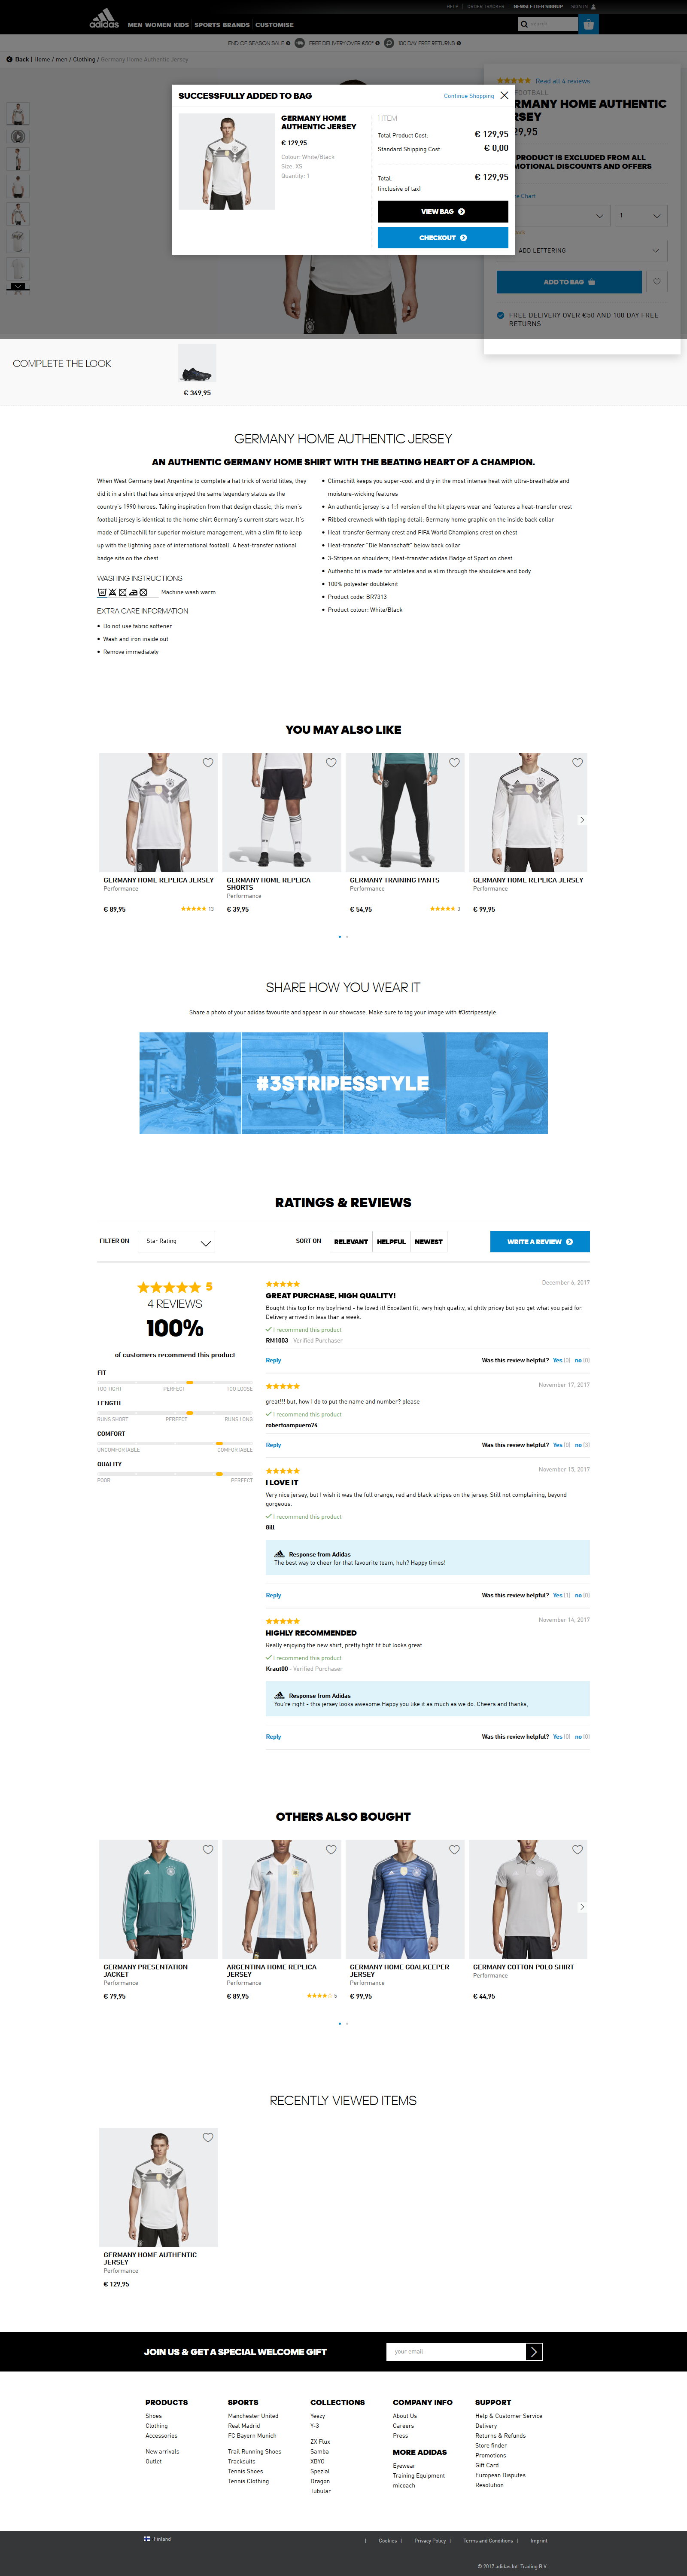 HELP | ORDER TRACKER | NEWSLETTER SIGNUP SIGN IN
adidas
MEN WOMEN KIDS | SPORTS BRANDS | CUSTOMISE
search
END OF SEASON SALE
FREE DELIVERY OVER €50*
100 DAY FREE RETURNS
Back | Home / men / Clothing / Germany Home Authentic Jersey
SUCCESSFULLY ADDED TO BAG
Continue Shopping
GERMANY HOME
AUTHENTIC JERSEY
€ 129,95
Colour: White/Black
Size: XS
Quantity: 1
1 ITEM
Total Product Cost: € 129,95
Standard Shipping Cost: € 0,00
Total: € 129,95
(inclusive of tax)
VIEW BAG
CHECKOUT
Read all 4 reviews
FOOTBALL
RMANY HOME AUTHENTIC
RSEY
29,95
PRODUCT IS EXCLUDED FROM ALL
MOTIONAL DISCOUNTS AND OFFERS
Chart
1
ADD LETTERING
ADD TO BAG
FREE DELIVERY OVER €50 AND 100 DAY FREE
RETURNS
COMPLETE THE LOOK
€ 349,95
GERMANY HOME AUTHENTIC JERSEY
AN AUTHENTIC GERMANY HOME SHIRT WITH THE BEATING HEART OF A CHAMPION.
When West Germany beat Argentina to complete a hat trick of world titles, they
did it in a shirt that has since enjoyed the same legendary status as the
country's 1990 heroes. Taking inspiration from that design classic, this men's
football jersey is identical to the home shirt Germany's current stars wear. It's
made of Climachill for superior moisture management, with a slim fit to keep
up with the lightning pace of international football. A heat-transfer national
badge sits on the chest.
WASHING INSTRUCTIONS
Machine wash warm
EXTRA CARE INFORMATION
• Do not use fabric softener
• Wash and iron inside out
• Remove immediately
• Climachill keeps you super-cool and dry in the most intense heat with ultra-breathable and
moisture-wicking features
• An authentic jersey is a 1:1 version of the kit players wear and features a heat-transfer crest
• Ribbed crewneck with tipping detail; Germany home graphic on the inside back collar
• Heat-transfer Germany crest and FIFA World Champions crest on chest
• Heat-transfer "Die Mannschaft" below back collar
• 3-Stripes on shoulders; Heat-transfer adidas Badge of Sport on chest
• Authentic fit is made for athletes and is slim through the shoulders and body
• 100% polyester doubleknit
• Product code: BR7313
• Product colour: White/Black
YOU MAY ALSO LIKE
GERMANY HOME REPLICA JERSEY
Performance
€ 89,95 13
GERMANY HOME REPLICA
SHORTS
Performance
€ 39,95
GERMANY TRAINING PANTS
Performance
€ 54,95 3
GERMANY HOME REPLICA JERSEY
Performance
€ 99,95
SHARE HOW YOU WEAR IT
Share a photo of your adidas favourite and appear in our showcase. Make sure to tag your image with #3stripesstyle.
#3STRIPESSTYLE
RATINGS & REVIEWS
FILTER ON Star Rating
SORT ON RELEVANT HELPFUL NEWEST
WRITE A REVIEW
5
4 REVIEWS
100%
of customers recommend this product
FIT
TOO TIGHT PERFECT TOO LOOSE
LENGTH
RUNS SHORT PERFECT RUNS LONG
COMFORT
UNCOMFORTABLE COMFORTABLE
QUALITY
POOR PERFECT
December 6, 2017
GREAT PURCHASE, HIGH QUALITY!
Bought this top for my boyfriend - he loved it! Excellent fit, very high quality, slightly pricey but you get what you paid for.
Delivery arrived in less than a week.
I recommend this product
RM1003 - Verified Purchaser
Reply Was this review helpful? Yes (0) no (0)
November 17, 2017
great!!! but, how I do to put the name and number? please
I recommend this product
robertoampuero74
Reply Was this review helpful? Yes (0) no (3)
November 15, 2017
I LOVE IT
Very nice jersey, but I wish it was the full orange, red and black stripes on the jersey. Still not complaining, beyond
gorgeous.
I recommend this product
Bill
Response from Adidas
The best way to cheer for that favourite team, huh? Happy times!
Reply Was this review helpful? Yes (1) no (0)
November 14, 2017
HIGHLY RECOMMENDED
Really enjoying the new shirt, pretty tight fit but looks great
I recommend this product
Kraut00 - Verified Purchaser
Response from Adidas
You're right - this jersey looks awesome.Happy you like it as much as we do. Cheers and thanks,
Reply Was this review helpful? Yes (0) no (0)
OTHERS ALSO BOUGHT
GERMANY PRESENTATION
JACKET
Performance
€ 79,95
ARGENTINA HOME REPLICA
JERSEY
Performance
€ 89,95 5
GERMANY HOME GOALKEEPER
JERSEY
Performance
€ 99,95
GERMANY COTTON POLO SHIRT
Performance
€ 44,95
RECENTLY VIEWED ITEMS
GERMANY HOME AUTHENTIC
JERSEY
Performance
€ 129,95
JOIN US & GET A SPECIAL WELCOME GIFT
your email
PRODUCTS
Shoes
Clothing
Accessories
New arrivals
Outlet
SPORTS
Manchester United
Real Madrid
FC Bayern Munich
Trail Running Shoes
Tracksuits
Tennis Shoes
Tennis Clothing
COLLECTIONS
Yeezy
Y-3
ZX Flux
Samba
XBYO
Spezial
Dragon
Tubular
COMPANY INFO
About Us
Careers
Press
MORE ADIDAS
Eyewear
Training Equipment
micoach
SUPPORT
Help & Customer Service
Delivery
Returns & Refunds
Store finder
Promotions
Gift Card
European Disputes
Resolution
Finland
| Cookies | Privacy Policy | Terms and Conditions | Imprint
© 2017 adidas Int. Trading B.V.